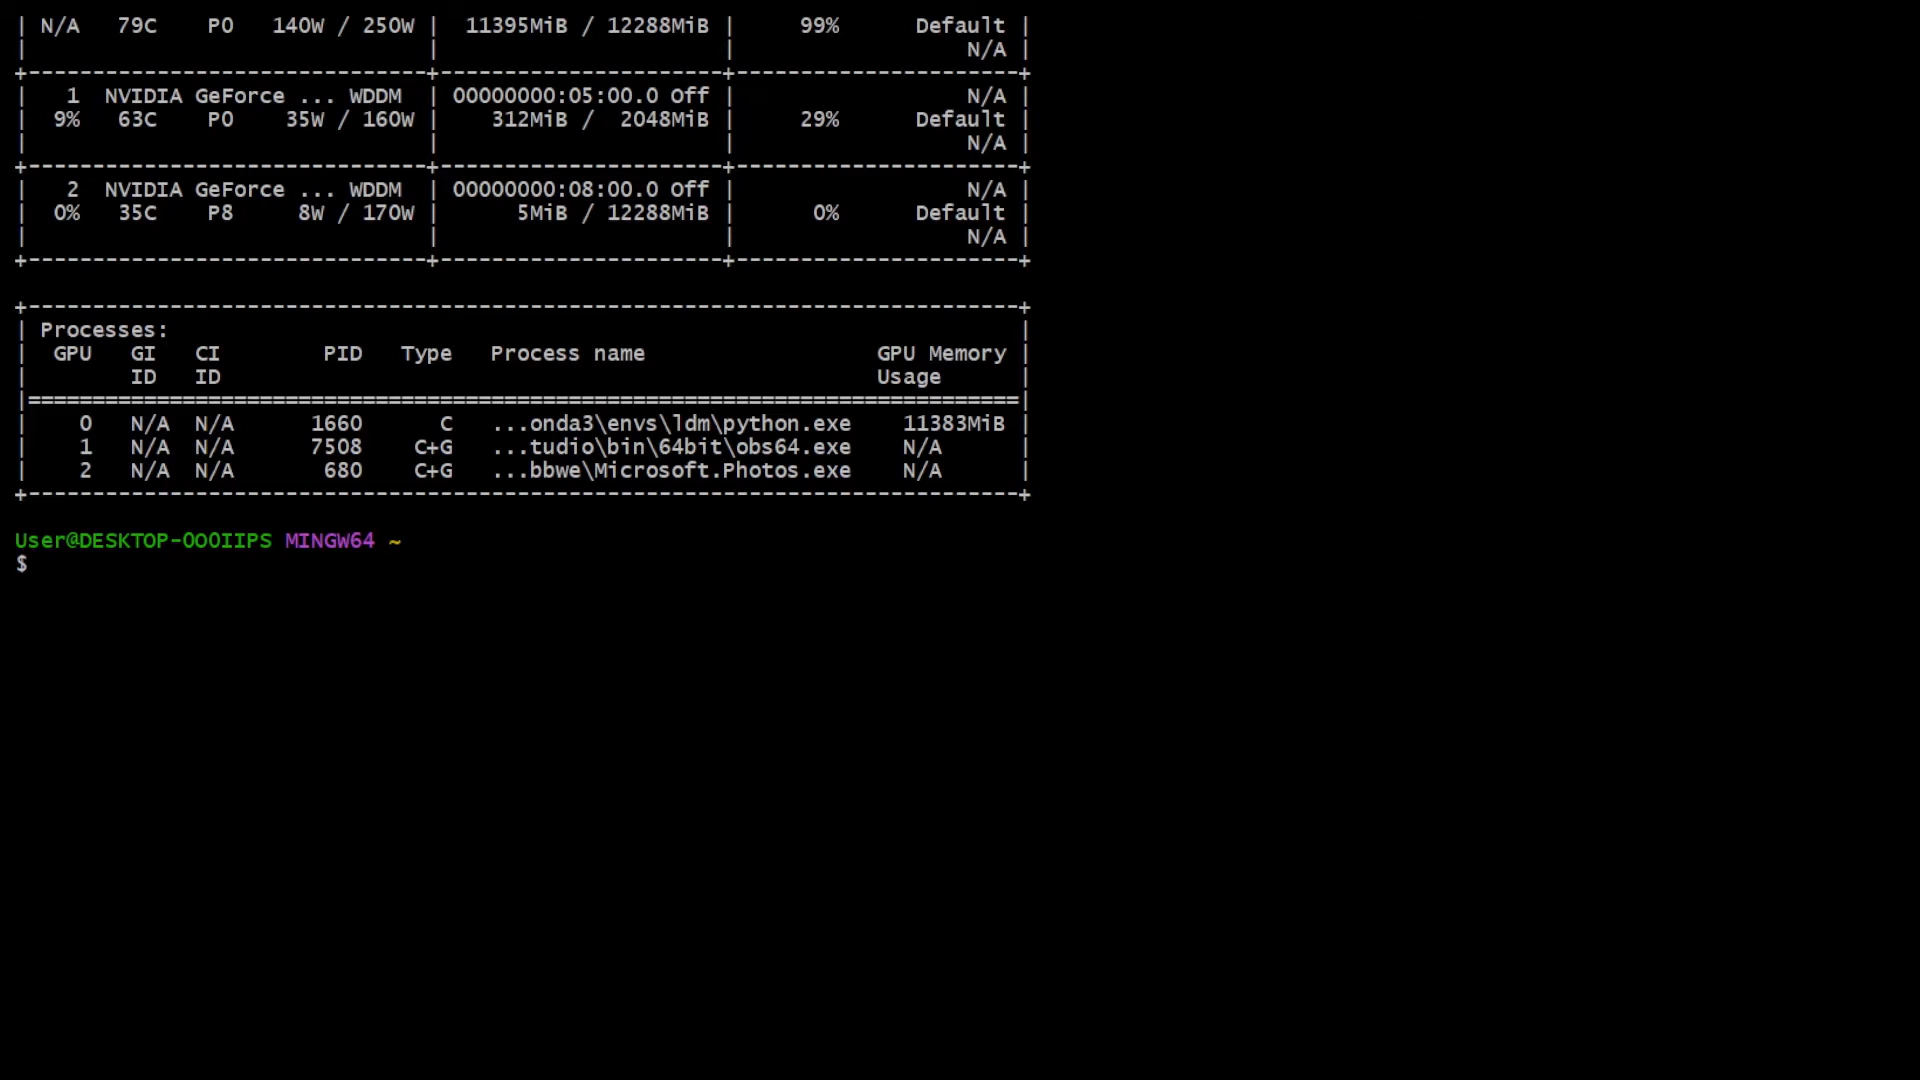 | N/A   79C    P0   140W / 250W |  11395MiB / 12288MiB |     99%      Default |
|                               |                      |                  N/A |
+-------------------------------+----------------------+----------------------+
|   1  NVIDIA GeForce ... WDDM  | 00000000:05:00.0 Off |                  N/A |
|  9%   63C    P0    35W / 160W |    312MiB /  2048MiB |     29%      Default |
|                               |                      |                  N/A |
+-------------------------------+----------------------+----------------------+
|   2  NVIDIA GeForce ... WDDM  | 00000000:08:00.0 Off |                  N/A |
|  0%   35C    P8     8W / 170W |      5MiB / 12288MiB |      0%      Default |
|                               |                      |                  N/A |
+-------------------------------+----------------------+----------------------+
+-----------------------------------------------------------------------------+
| Processes:                                                                  |
|  GPU   GI   CI        PID   Type   Process name                  GPU Memory |
|        ID   ID                                                   Usage      |
|=============================================================================|
|    0   N/A  N/A      1660      C   ...onda3\envs\ldm\python.exe    11383MiB |
|    1   N/A  N/A      7508    C+G   ...tudio\bin\64bit\obs64.exe    N/A      |
|    2   N/A  N/A       680    C+G   ...bbwe\Microsoft.Photos.exe    N/A      |
+-----------------------------------------------------------------------------+
User@DESKTOP-OO0IIPS MINGW64 ~
$